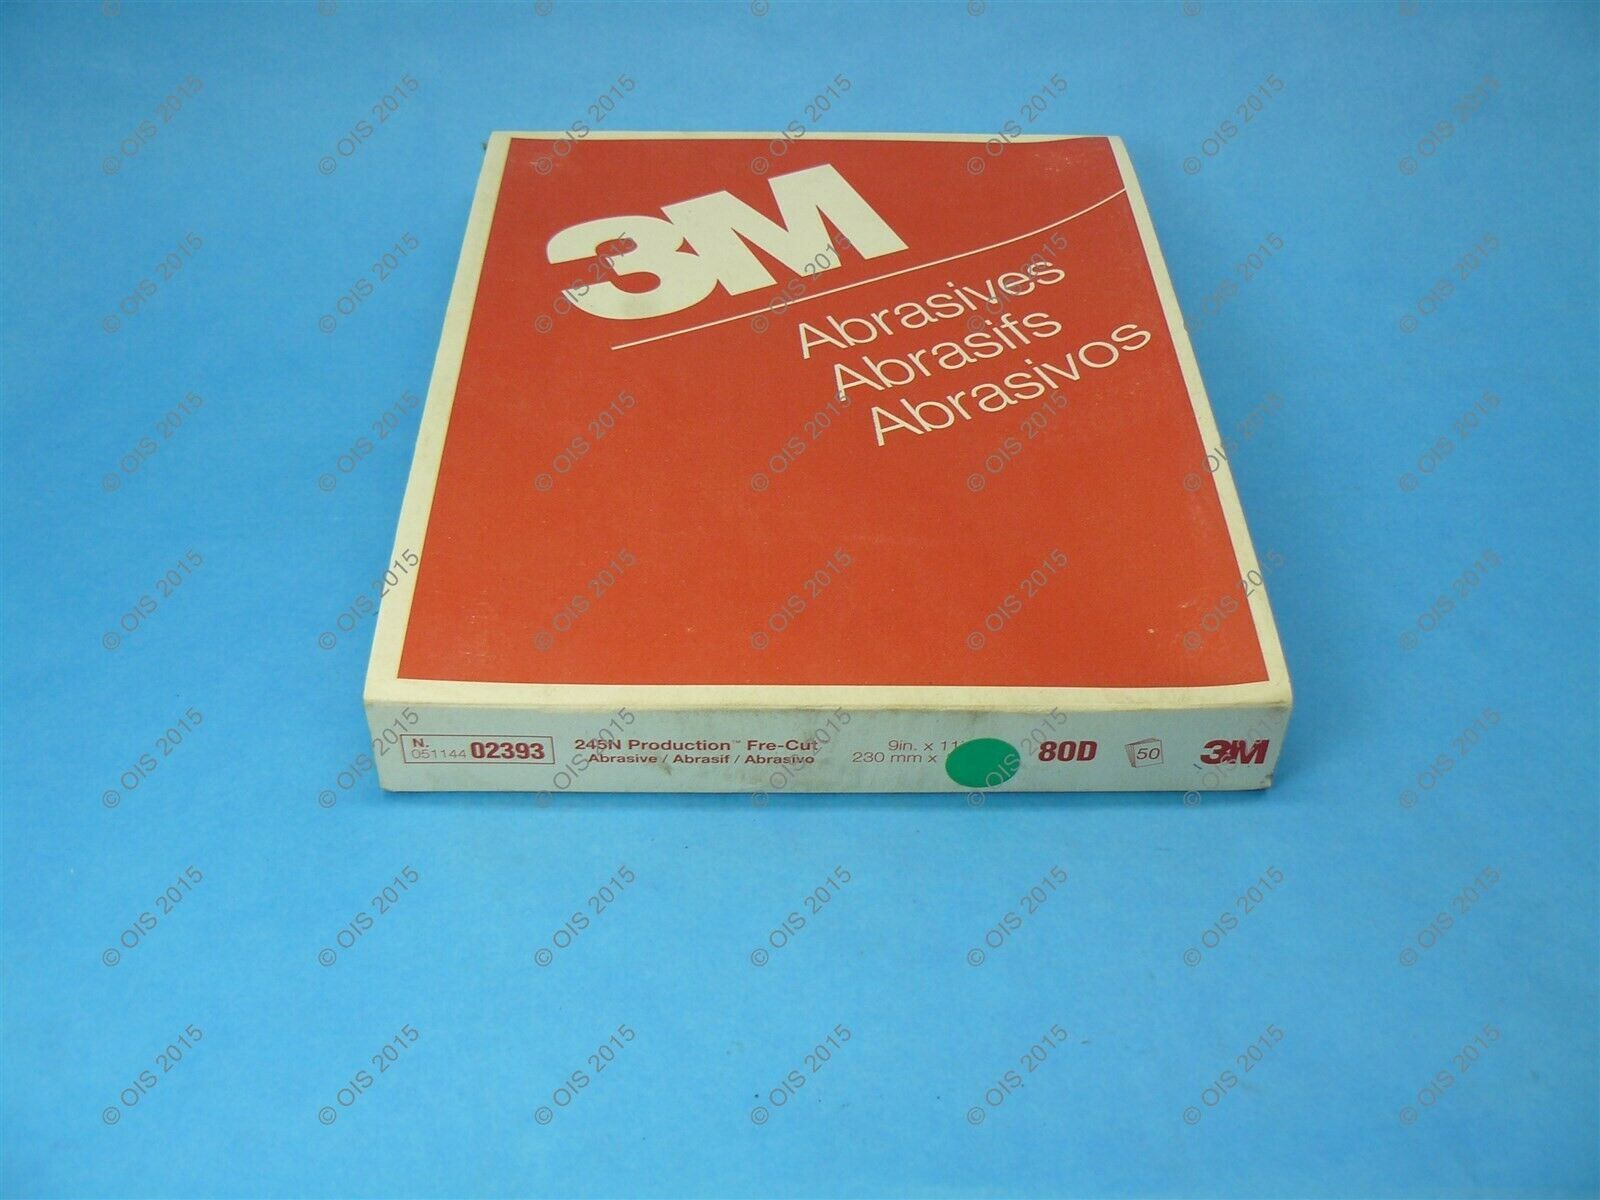 3M
Abrasives
Abrasifs
Abrasivos
N.
051144 02393
245N Production™ Fre-Cut™
Abrasive / Abrasif / Abrasivo
9in. x 11
230 mm x
80D
50
3M
© OIS 2015